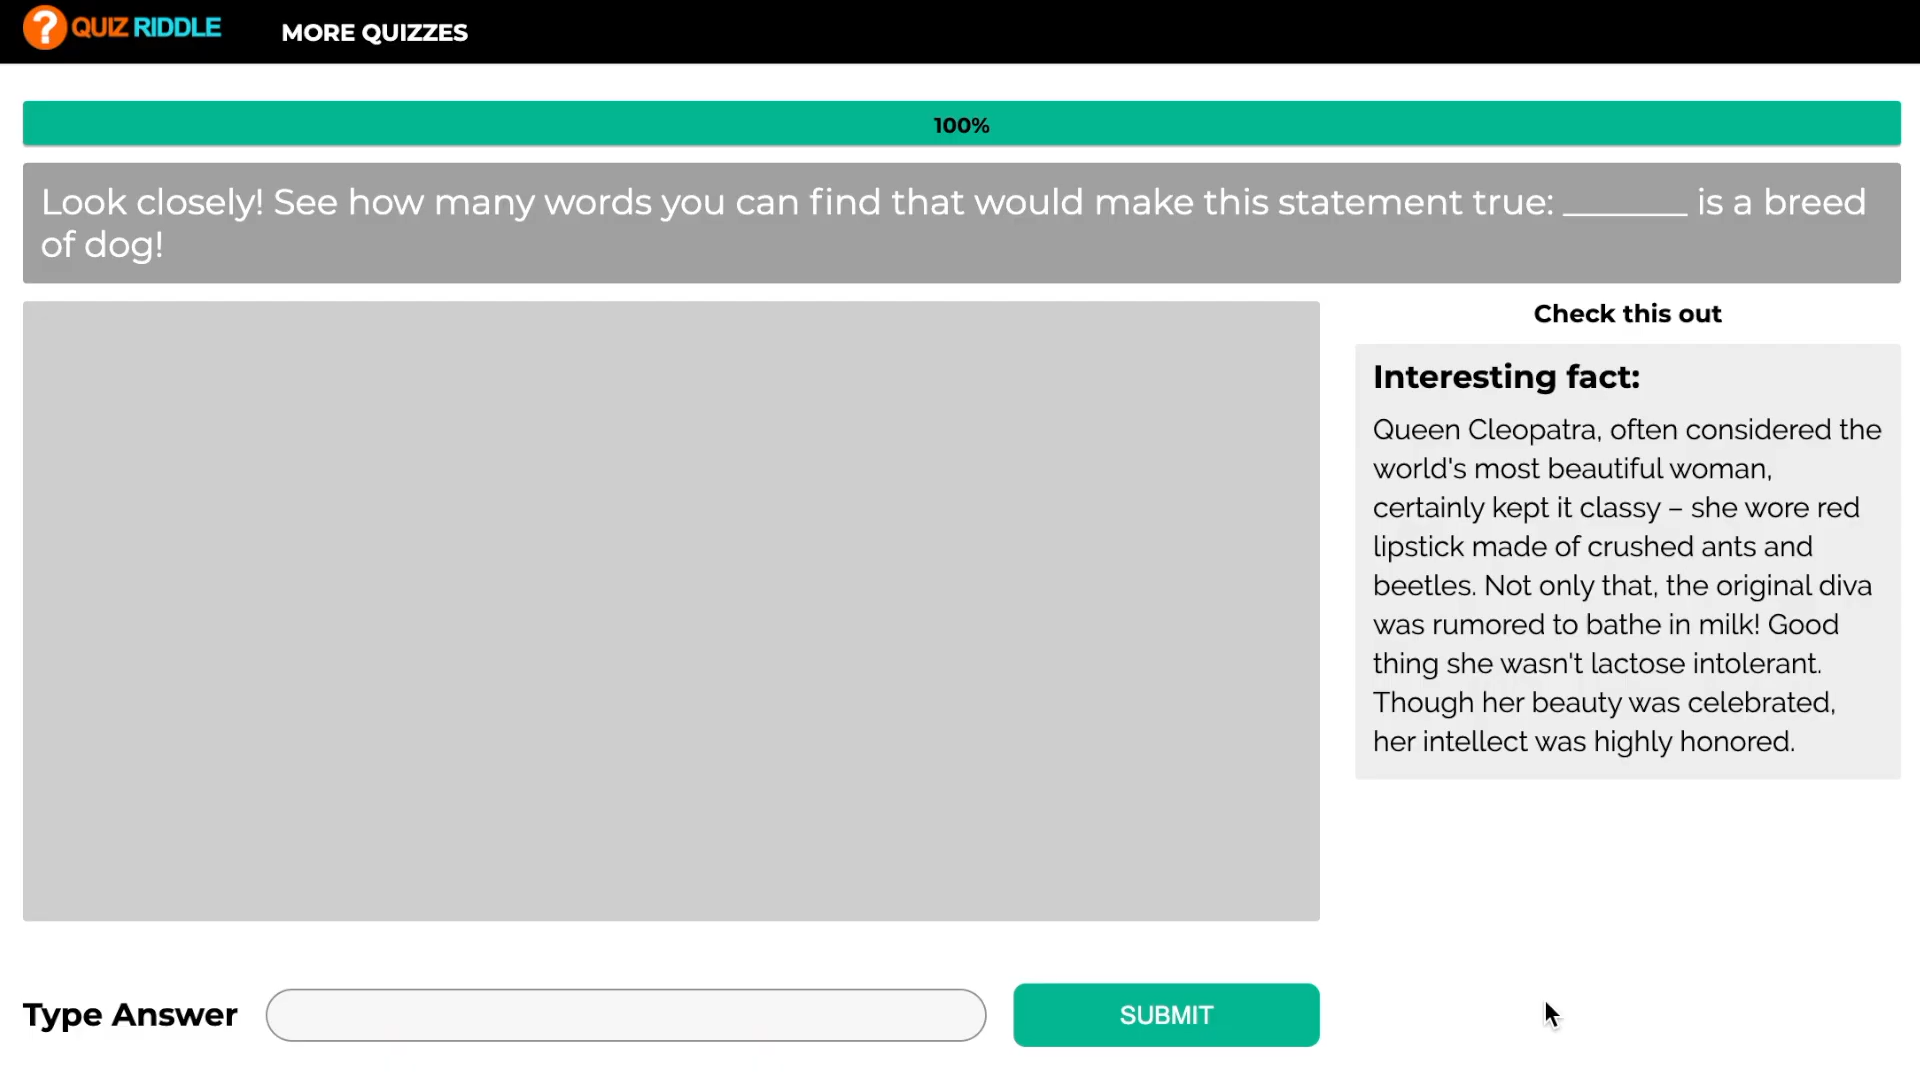 ? QUIZ RIDDLE
MORE QUIZZES
100%
Look closely! See how many words you can find that would make this statement true: _______ is a breed
of dog!
Check this out
Interesting fact:
Queen Cleopatra, often considered the
world's most beautiful woman,
certainly kept it classy – she wore red
lipstick made of crushed ants and
beetles. Not only that, the original diva
was rumored to bathe in milk! Good
thing she wasn't lactose intolerant.
Though her beauty was celebrated,
her intellect was highly honored.
Type Answer
SUBMIT